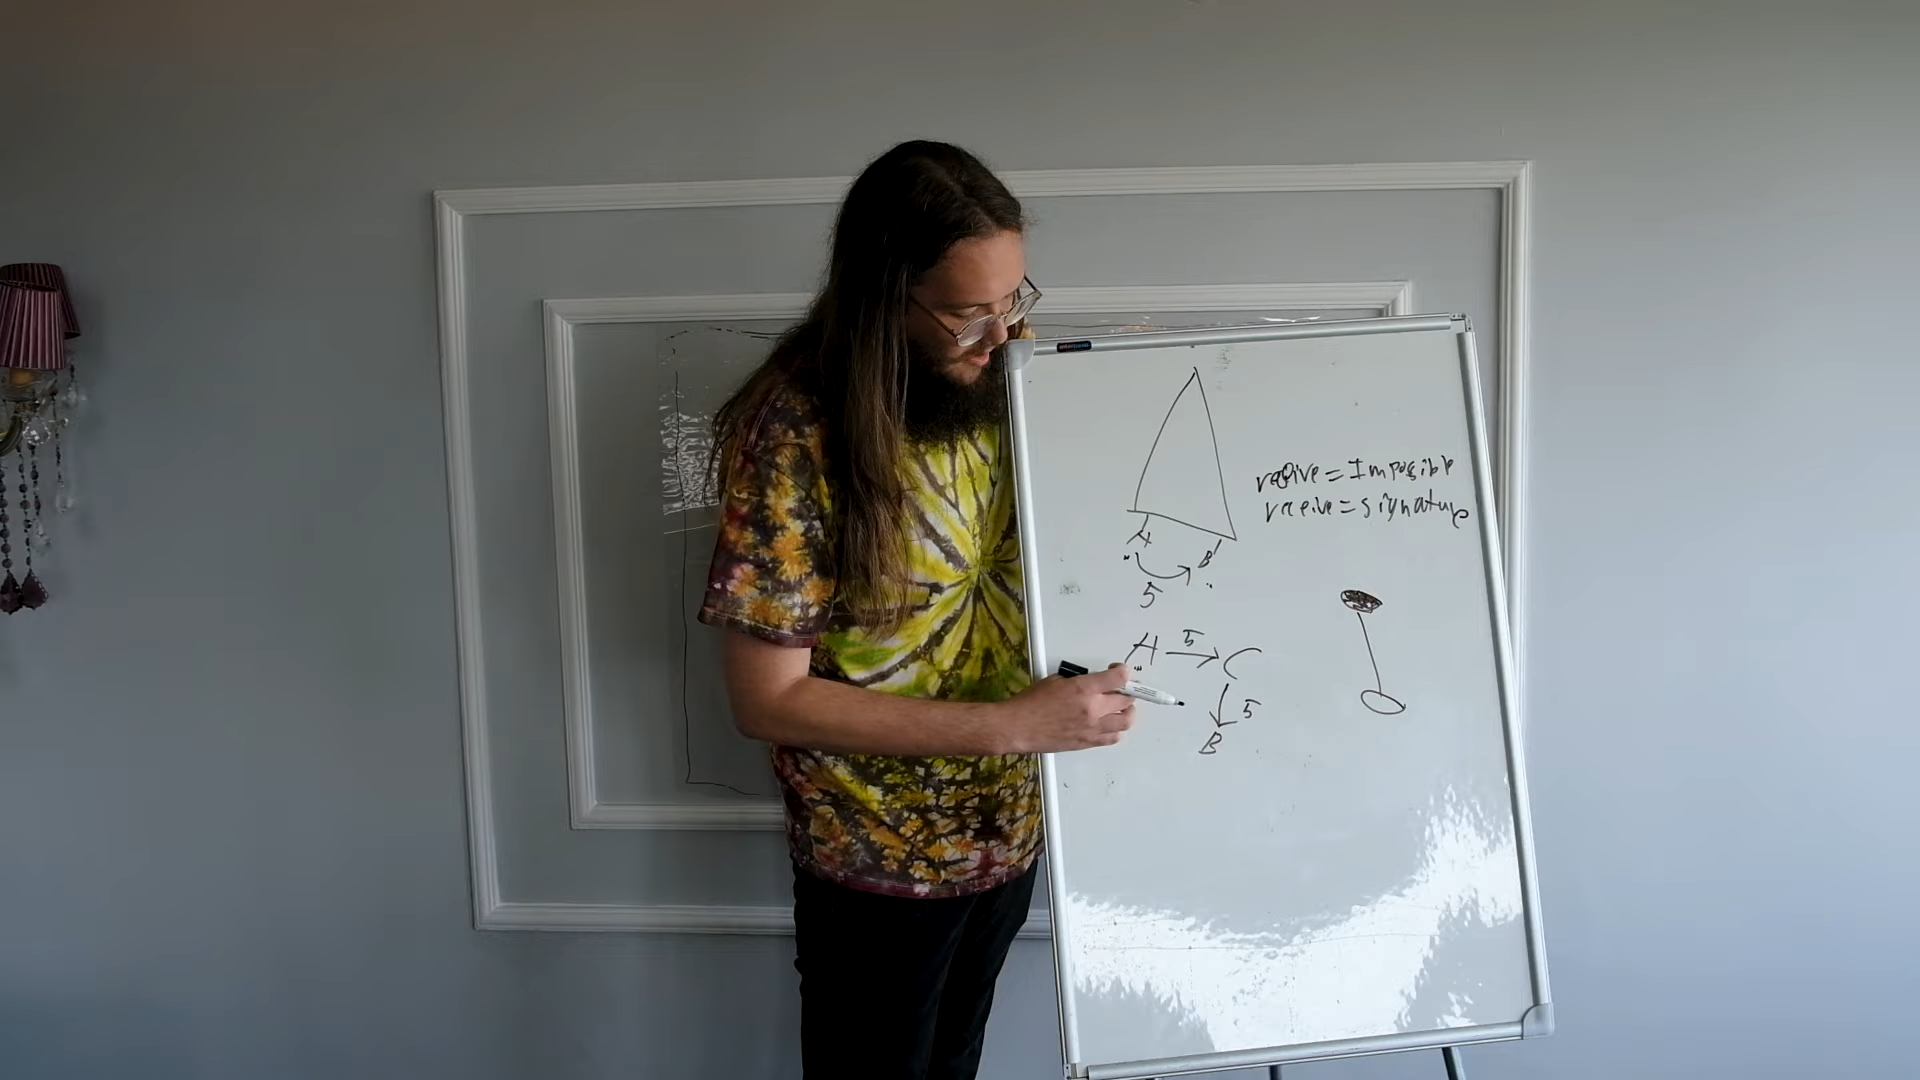 receive = Impossible
receive = signature
A
B
5
A 5 C
5
B